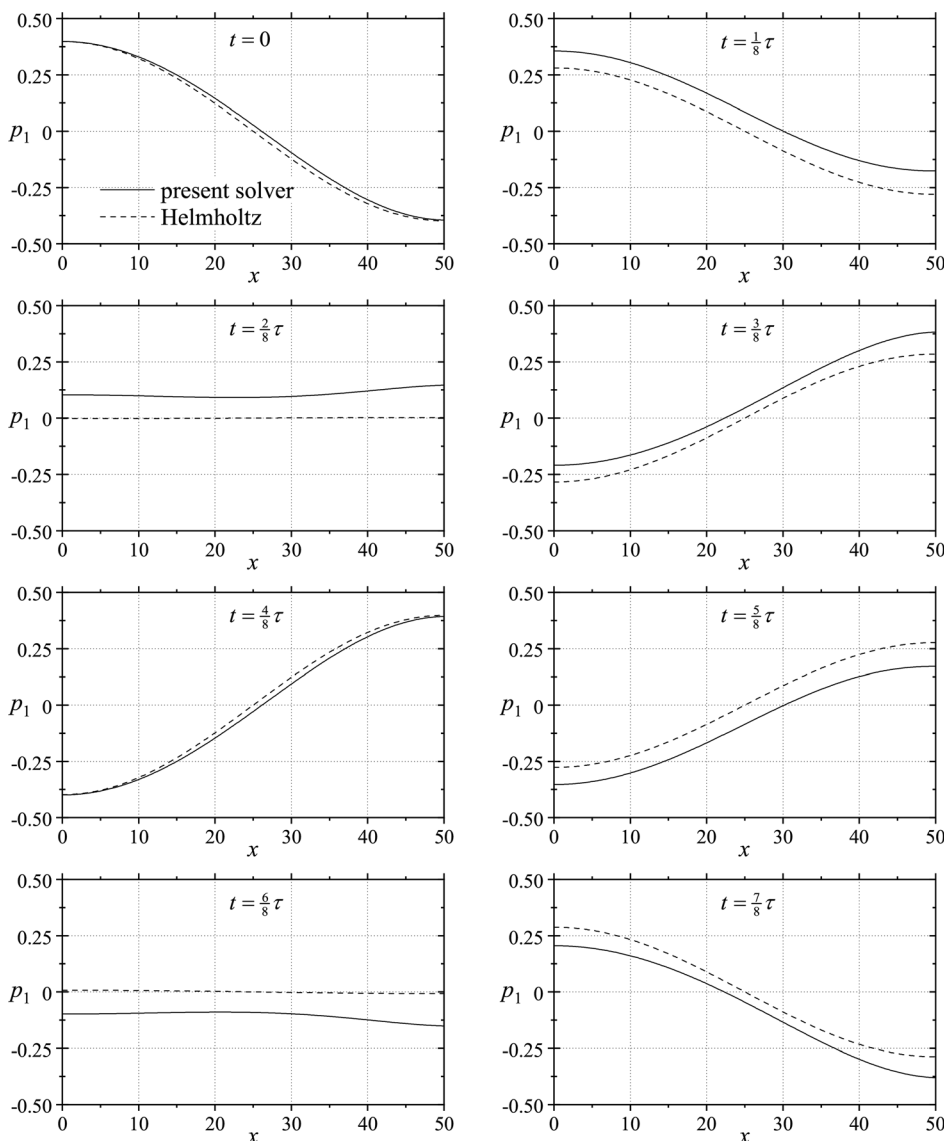 t = 0
0.50
0.25
p₁ 0
-0.25
-0.50
present solver
Helmholtz
0 10 20 30 40 50
x
t = 1/8 τ
0.50
0.25
p₁ 0
-0.25
-0.50
0 10 20 30 40 50
x
t = 2/8 τ
0.50
0.25
p₁ 0
-0.25
-0.50
0 10 20 30 40 50
x
t = 3/8 τ
0.50
0.25
p₁ 0
-0.25
-0.50
0 10 20 30 40 50
x
t = 4/8 τ
0.50
0.25
p₁ 0
-0.25
-0.50
0 10 20 30 40 50
x
t = 5/8 τ
0.50
0.25
p₁ 0
-0.25
-0.50
0 10 20 30 40 50
x
t = 6/8 τ
0.50
0.25
p₁ 0
-0.25
-0.50
0 10 20 30 40 50
x
t = 7/8 τ
0.50
0.25
p₁ 0
-0.25
-0.50
0 10 20 30 40 50
x